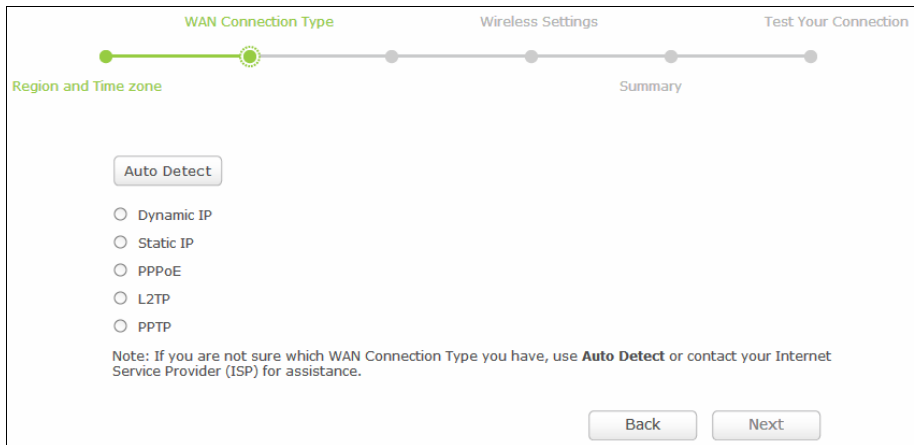 WAN Connection Type Wireless Settings Test Your Connection
Region and Time zone Summary
Auto Detect
Dynamic IP
Static IP
PPPoE
L2TP
PPTP
Note: If you are not sure which WAN Connection Type you have, use Auto Detect or contact your Internet
Service Provider (ISP) for assistance.
Back Next